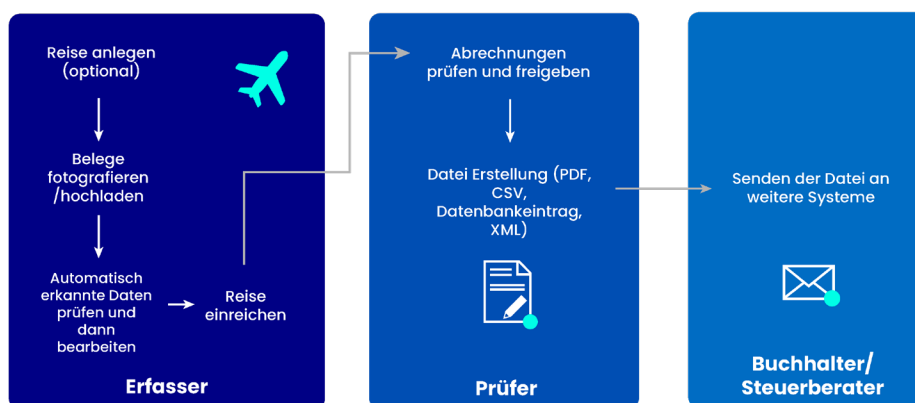 Reise anlegen
(optional)
Belege
fotografieren
/hochladen
Automatisch
erkannte Daten
prüfen und
dann
bearbeiten
Reise
einreichen
Erfasser
Abrechnungen
prüfen und freigeben
Datei Erstellung (PDF,
CSV,
Datenbankeintrag,
XML)
Prüfer
Senden der Datei an
weitere Systeme
Buchhalter/
Steuerberater